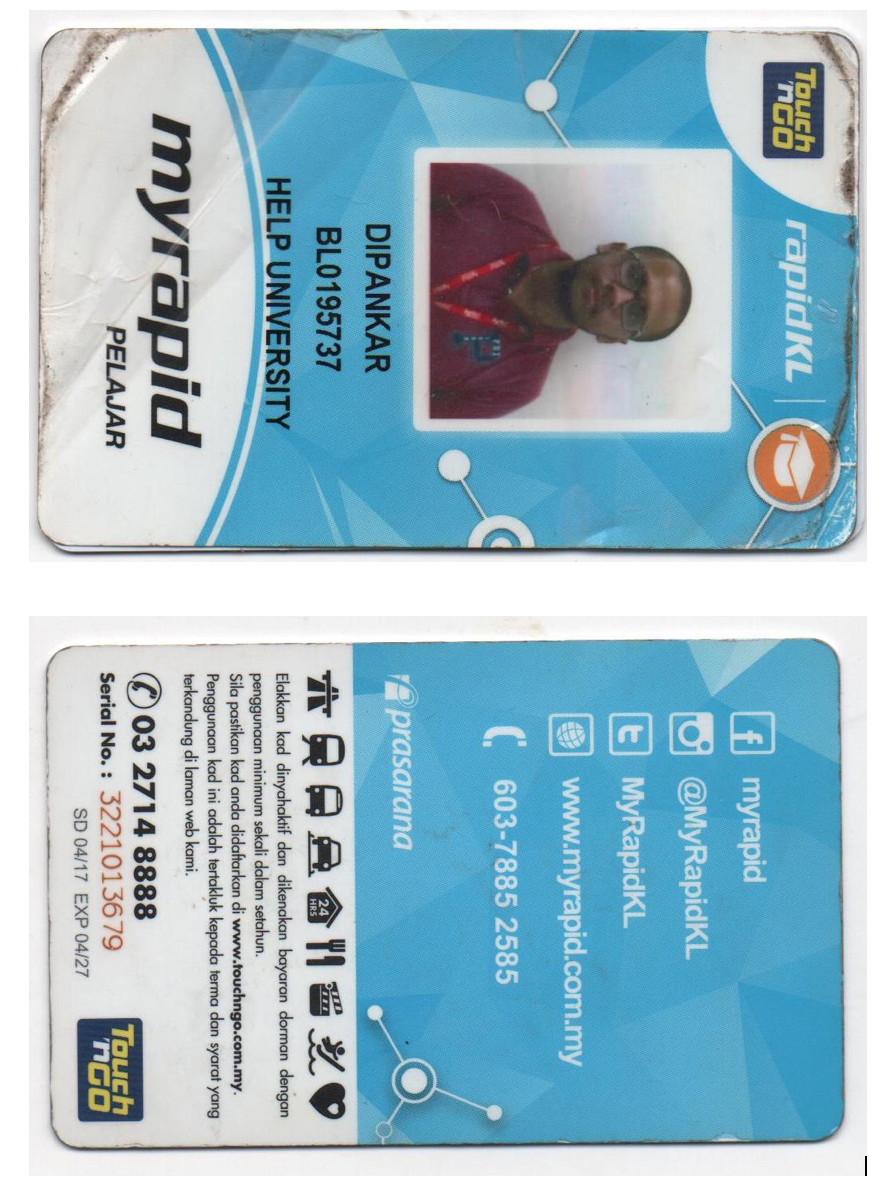 Touch
'nGO
rapidKL
DIPANKAR
BL0195737
HELP UNIVERSITY
myrapid
PELAJAR
myrapid
@MyRapidKL
MyRapidKL
www.myrapid.com.my
603-7885 2585
prasarana
24
HRS
Elakkan kad dinyahaktif dan dikenakan bayaran dorman dengan
penggunaan minimum sekali dalam setahun.
Sila pastikan kad anda didaftarkan di www.touchngo.com.my.
Penggunaan kad ini adalah tertakluk kepada terma dan syarat yang
terkandung di laman web kami.
03 2714 8888
Serial No. : 3221013679
SD 04/17 EXP 04/27
Touch
'nGO